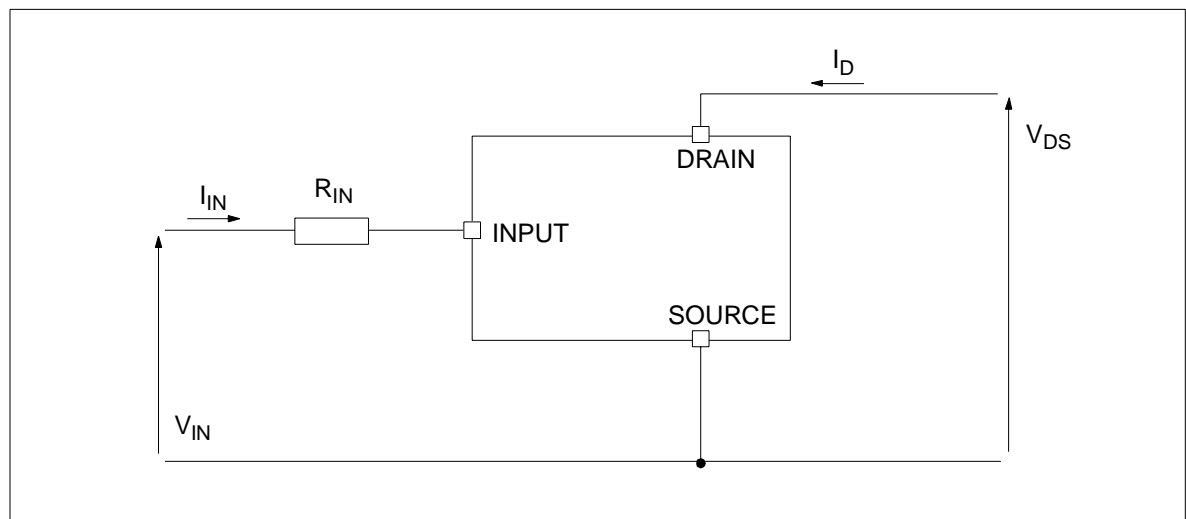 I_D
V_DS
DRAIN
R_IN
I_IN
INPUT
SOURCE
V_IN